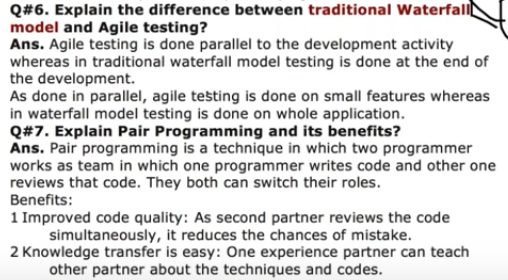 Q#6. Explain the difference between traditional Waterfall
model and Agile testing?
Ans. Agile testing is done parallel to the development activity
whereas in traditional waterfall model testing is done at the end of
the development.
As done in parallel, agile testing is done on small features whereas
in waterfall model testing is done on whole application.
Q#7. Explain Pair Programming and its benefits?
Ans. Pair programming is a technique in which two programmer
works as team in which one programmer writes code and other one
reviews that code. They both can switch their roles.
Benefits:
1 Improved code quality: As second partner reviews the code
simultaneously, it reduces the chances of mistake.
2 Knowledge transfer is easy: One experience partner can teach
other partner about the techniques and codes.